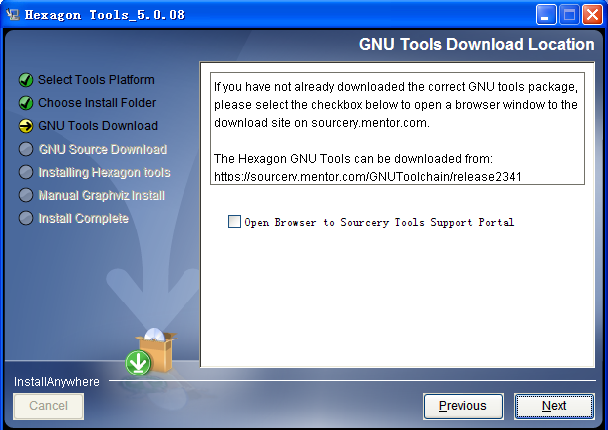 Hexagon Tools_5.0.08
GNU Tools Download Location
Select Tools Platform
Choose Install Folder
GNU Tools Download
GNU Source Download
Installing Hexagon tools
Manual Graphviz Install
Install Complete
If you have not already downloaded the correct GNU tools package,
please select the checkbox below to open a browser window to the
download site on sourcery.mentor.com.
The Hexagon GNU Tools can be downloaded from:
https://sourcery.mentor.com/GNUToolchain/release2341
Open Browser to Sourcery Tools Support Portal
InstallAnywhere
Cancel
Previous
Next